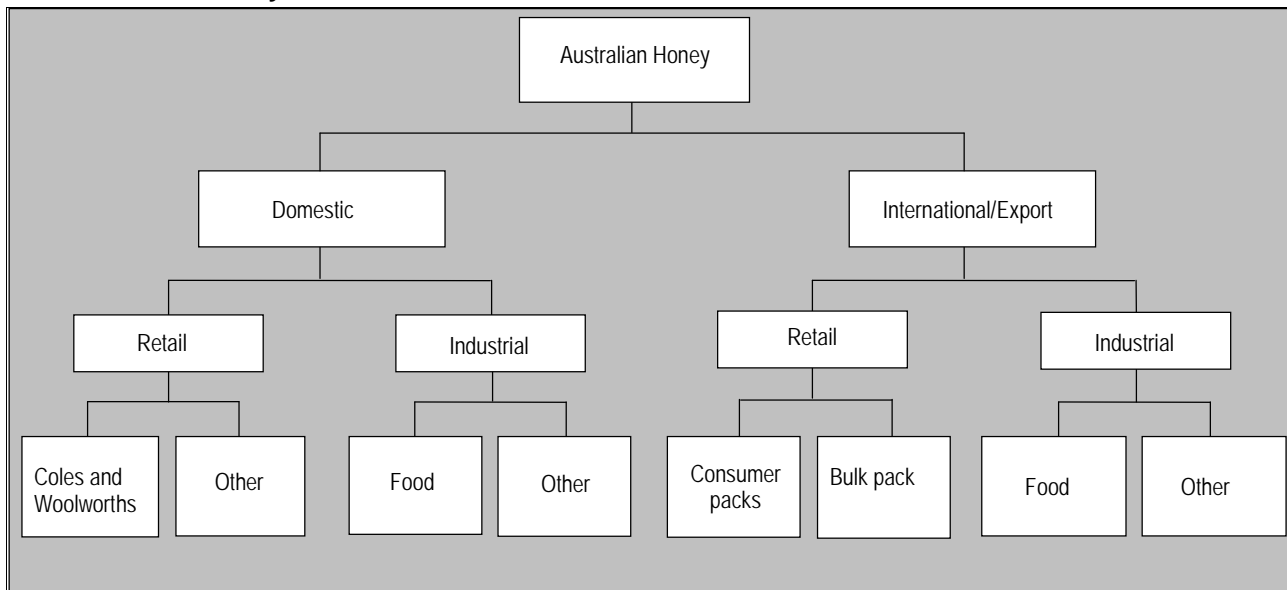 Australian Honey
Domestic
International/Export
Retail
Industrial
Retail
Industrial
Coles and
Woolworths
Other
Food
Other
Consumer
packs
Bulk pack
Food
Other